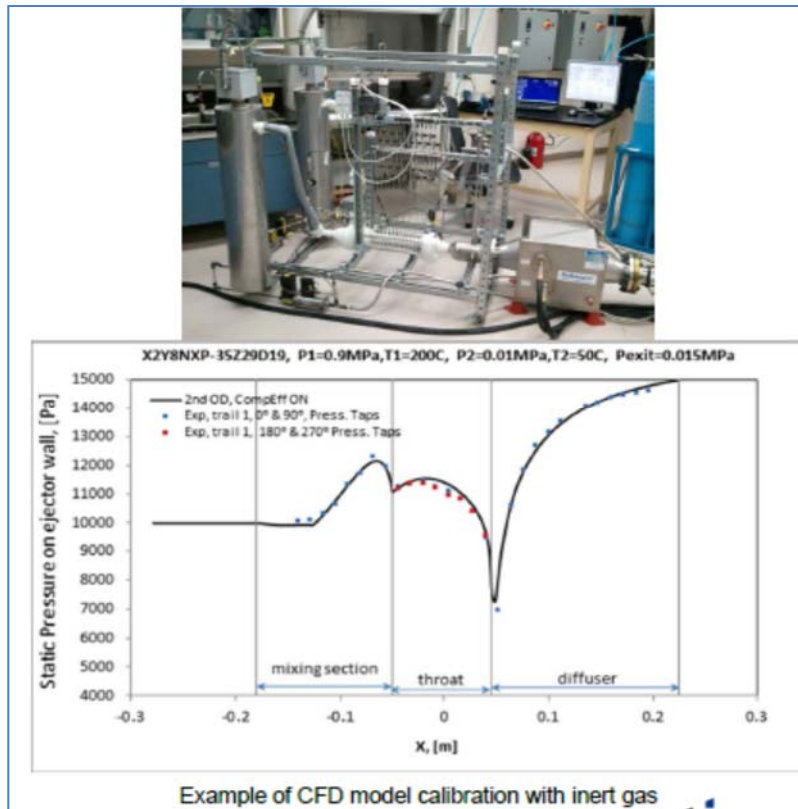 X2Y8NXP-35Z29D19, P1=0.9MPa,T1=200C, P2=0.01MPa,T2=50C, Pexit=0.015MPa
Static Pressure on ejector wall, [Pa]
15000
14000
13000
12000
11000
10000
9000
8000
7000
6000
5000
4000
2nd OD, CompEff ON
Exp, trail 1, 0° & 90°, Press. Taps
Exp, trail 1, 180° & 270° Press. Taps
mixing section
throat
diffuser
-0.3
-0.2
-0.1
0
0.1
0.2
0.3
X, [m]
Example of CFD model calibration with inert gas